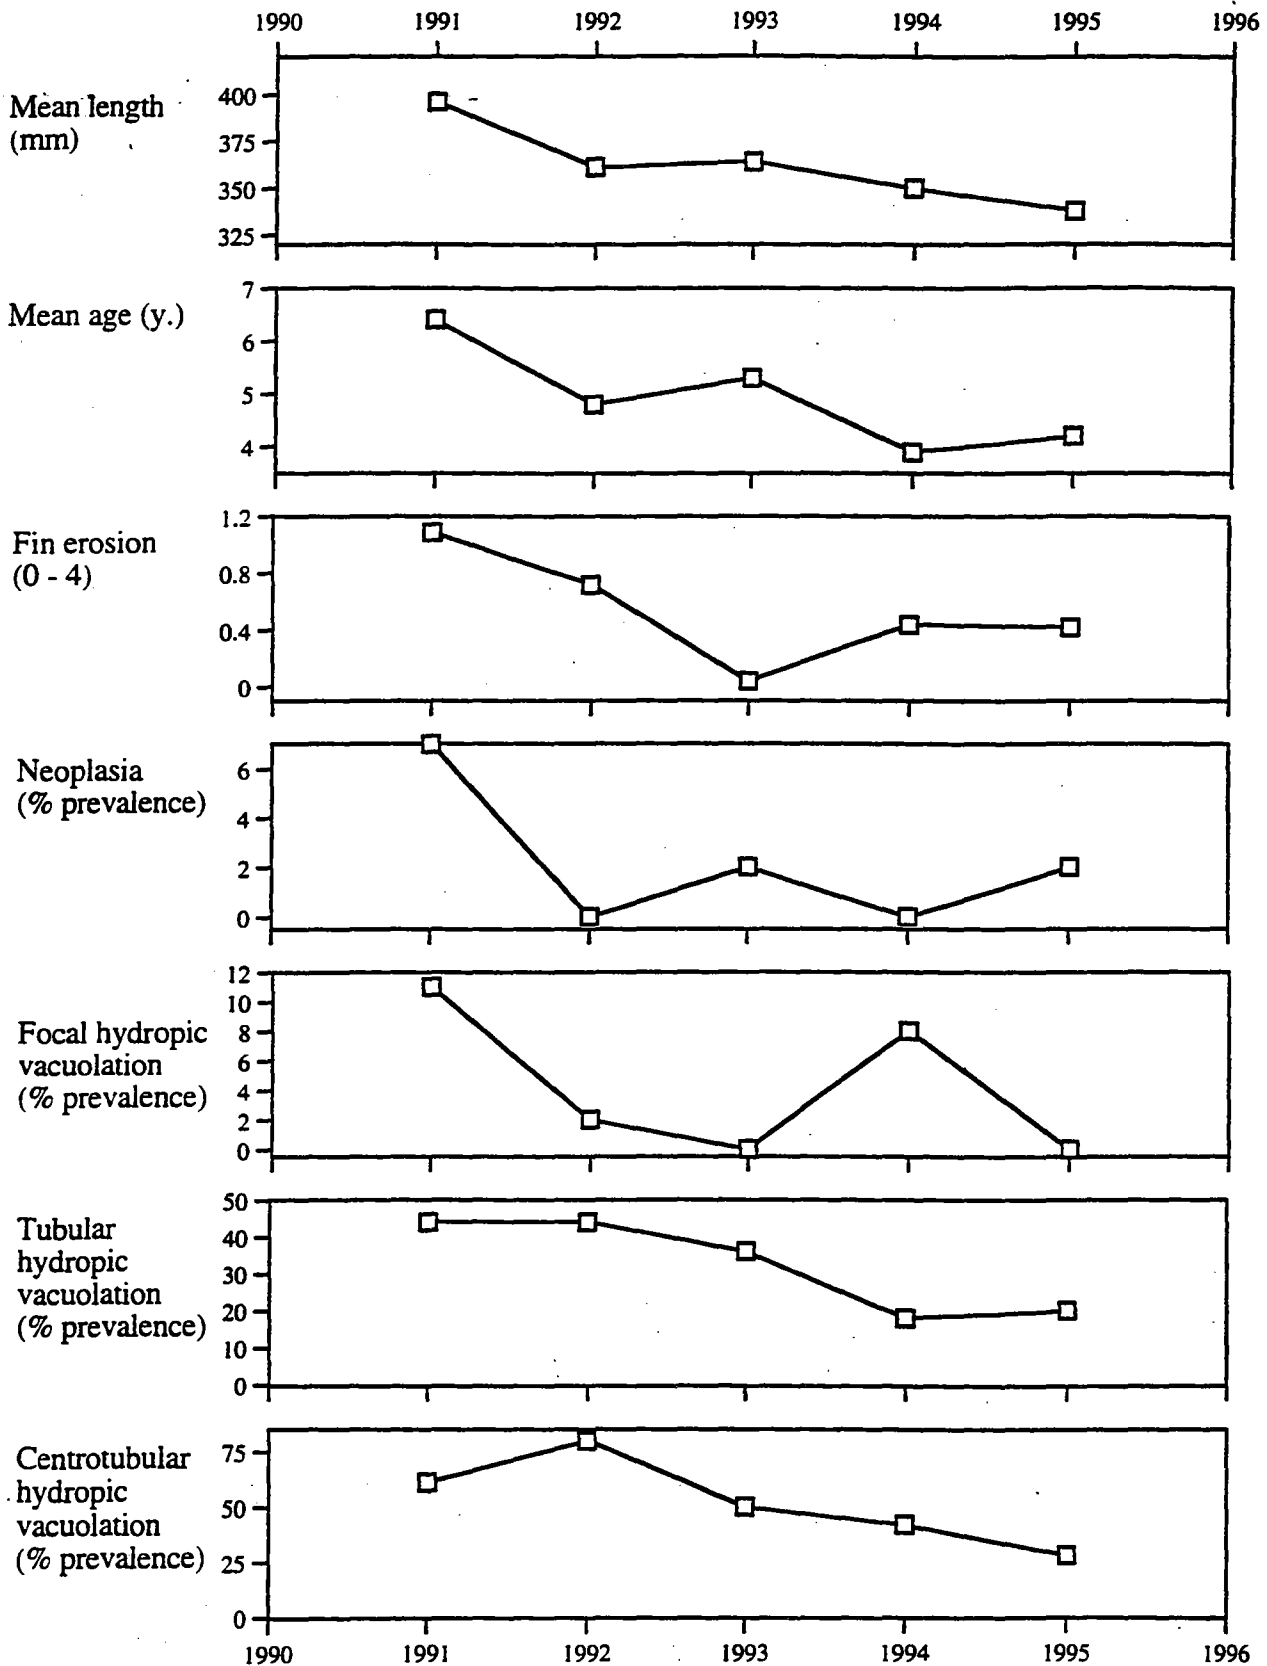 1990 1991 1992 1993 1994 1995 1996
Mean length
(mm)
400
375
350
325
Mean age (y.)
7
6
5
4
Fin erosion
(0 - 4)
1.2
0.8
0.4
0
Neoplasia
(% prevalence)
6
4
2
0
Focal hydropic
vacuolation
(% prevalence)
12
10
8
6
4
2
0
Tubular
hydropic
vacuolation
(% prevalence)
50
40
30
20
10
0
Centrotubular
hydropic
vacuolation
(% prevalence)
75
50
25
0
1990 1991 1992 1993 1994 1995 1996